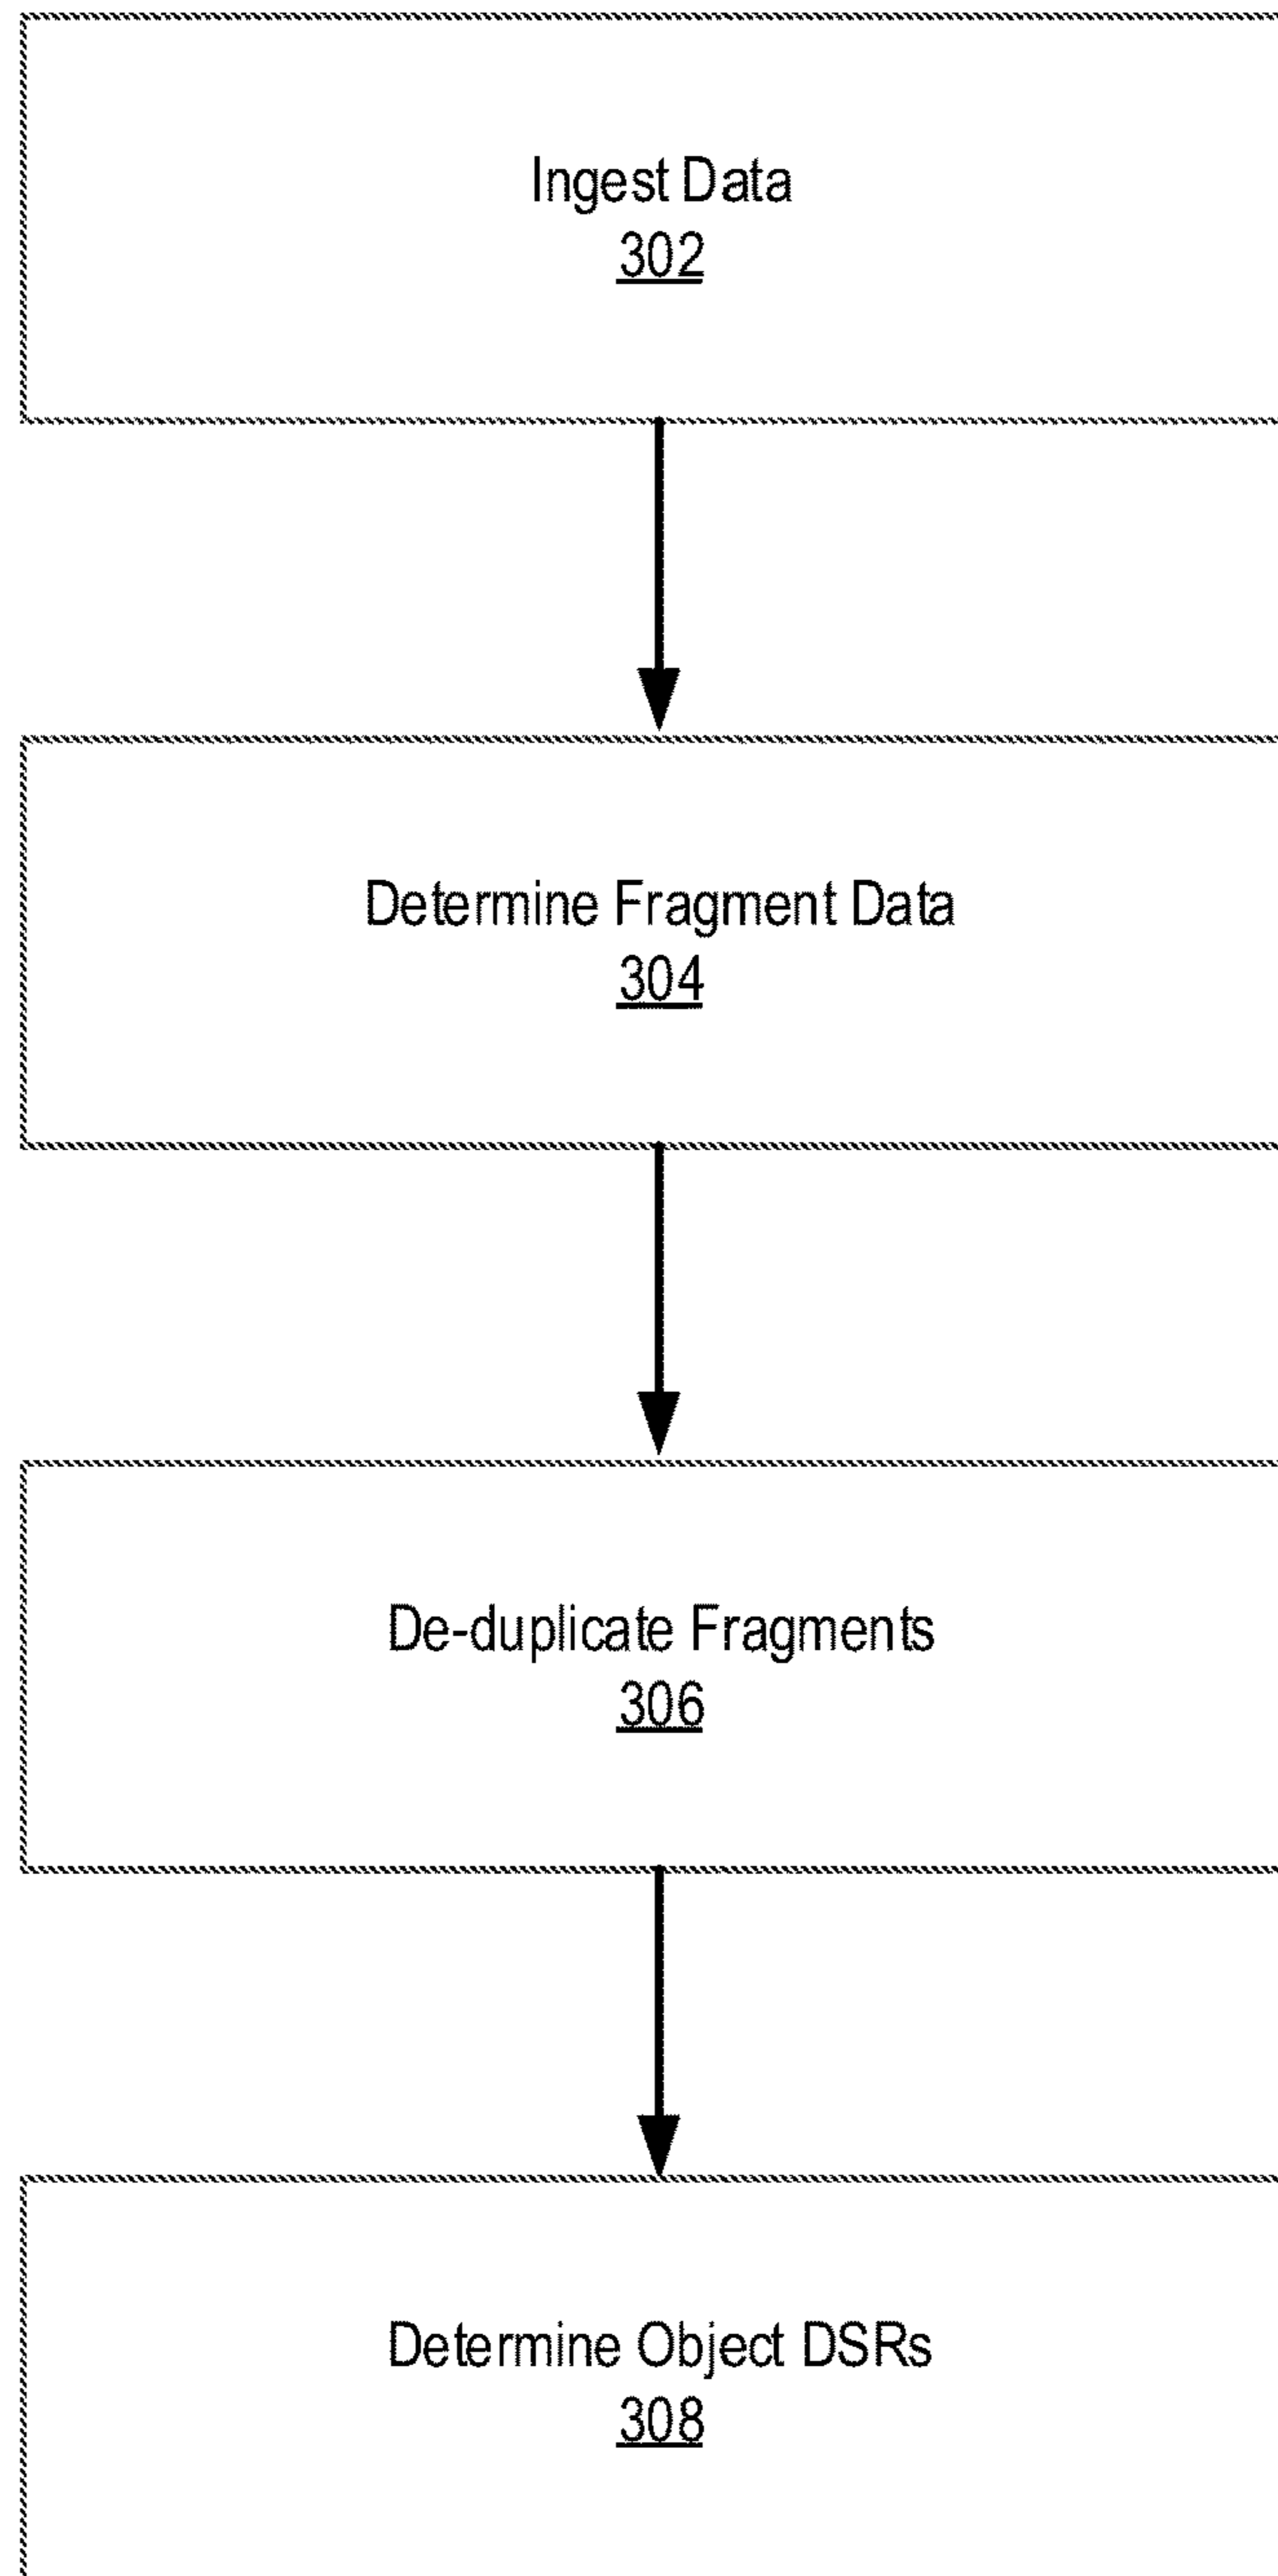 Ingest Data
302
Determine Fragment Data
304
De-duplicate Fragments
306
Determine Object DSRs
308